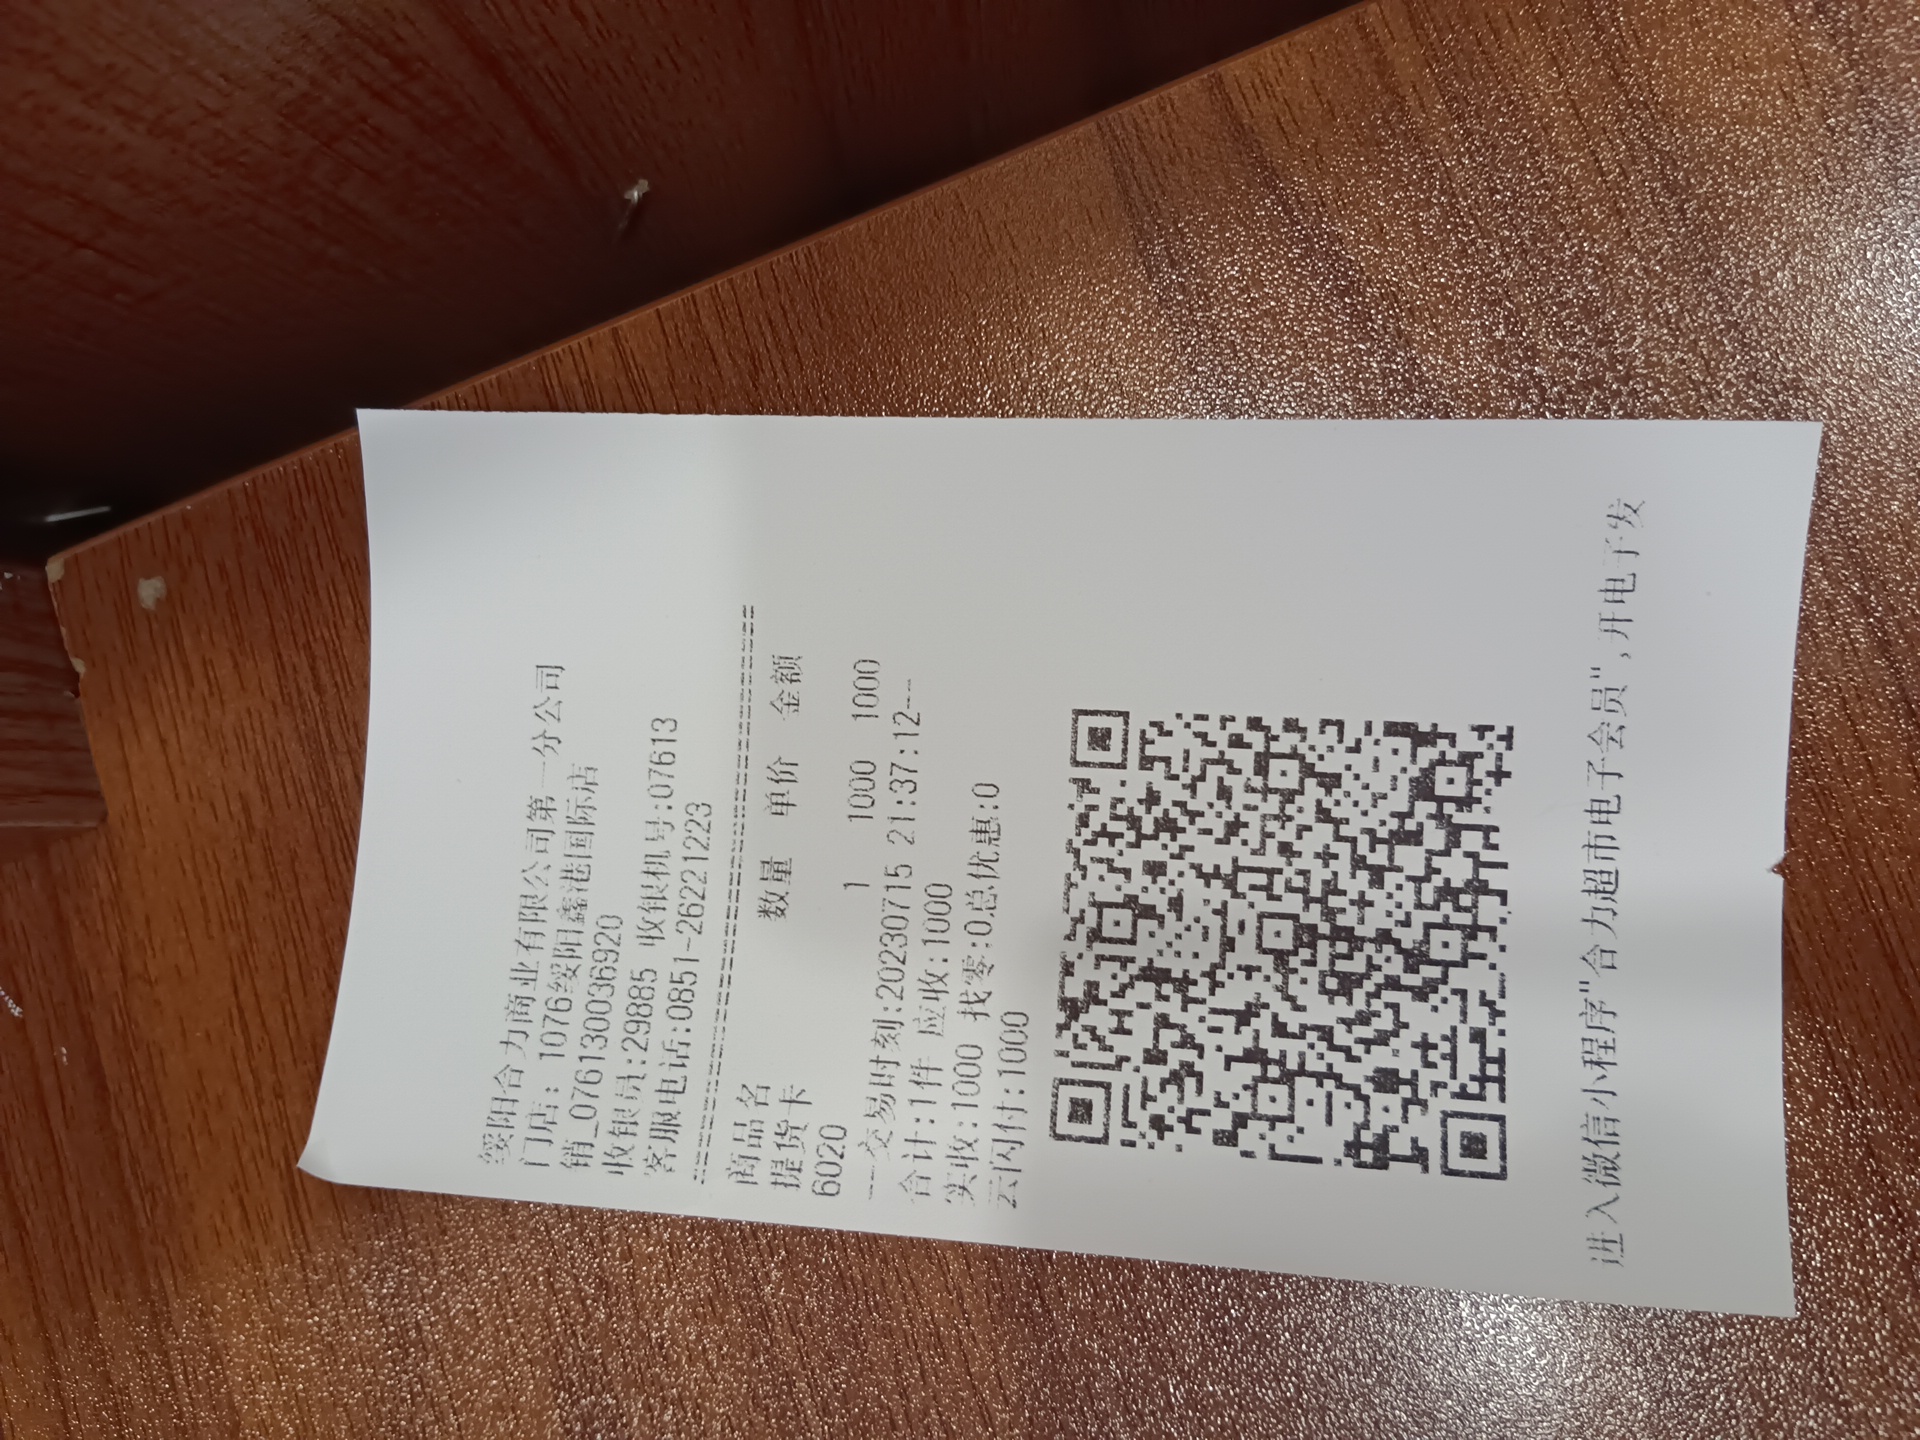 绥阳合力商业有限公司第一分公司
门店: 1076绥阳鑫港国际店
销_076130036920
收银员:29885 收银机号:07613
客服电话:0851-26221223
商品名 数量 单价 金额
提货卡
6020 1 1000 1000
---交易时刻:20230715 21:37:12---
合计:1件 应收:1000
实收:1000 找零:0总优惠:0
云闪付:1000
进入微信小程序"合力超市电子会员",开电子发